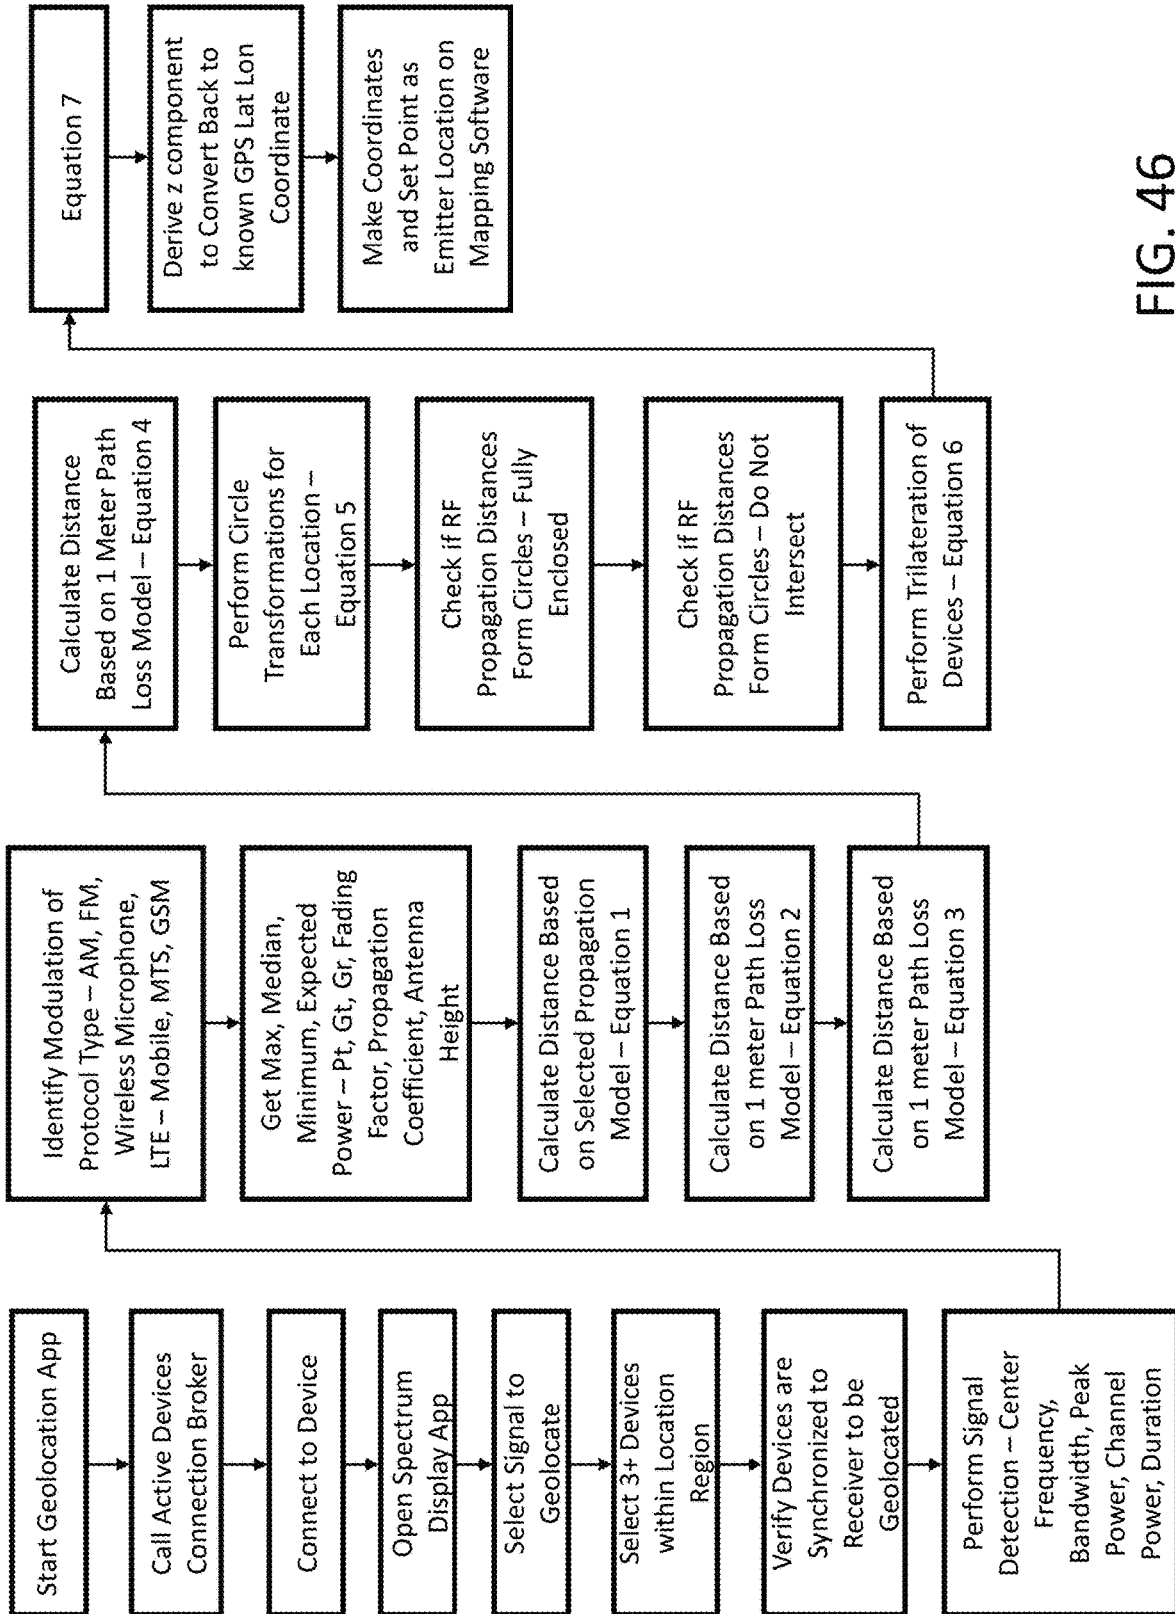 Start Geolocation App
Call Active Devices
Connection Broker
Connect to Device
Open Spectrum
Display App
Select Signal to
Geolocate
Select 3+ Devices
within Location
Region
Verify Devices are
Synchronized to
Receiver to be
Geolocated
Perform Signal
Detection – Center
Frequency,
Bandwidth, Peak
Power, Channel
Power, Duration
Identify Modulation of
Protocol Type – AM, FM,
Wireless Microphone,
LTE – Mobile, MTS, GSM
Get Max, Median,
Minimum, Expected
Power – Pt, Gt, Gr, Fading
Factor, Propagation
Coefficient, Antenna
Height
Calculate Distance Based
on Selected Propagation
Model – Equation 1
Calculate Distance Based
on 1 meter Path Loss
Model – Equation 2
Calculate Distance Based
on 1 meter Path Loss
Model – Equation 3
Calculate Distance
Based on 1 Meter Path
Loss Model – Equation 4
Perform Circle
Transformations for
Each Location –
Equation 5
Check if RF
Propagation Distances
Form Circles – Fully
Enclosed
Check if RF
Propagation Distances
Form Circles – Do Not
Intersect
Perform Trilateration of
Devices – Equation 6
Equation 7
Derive z component
to Convert Back to
known GPS Lat Lon
Coordinate
Make Coordinates
and Set Point as
Emitter Location on
Mapping Software
FIG. 46